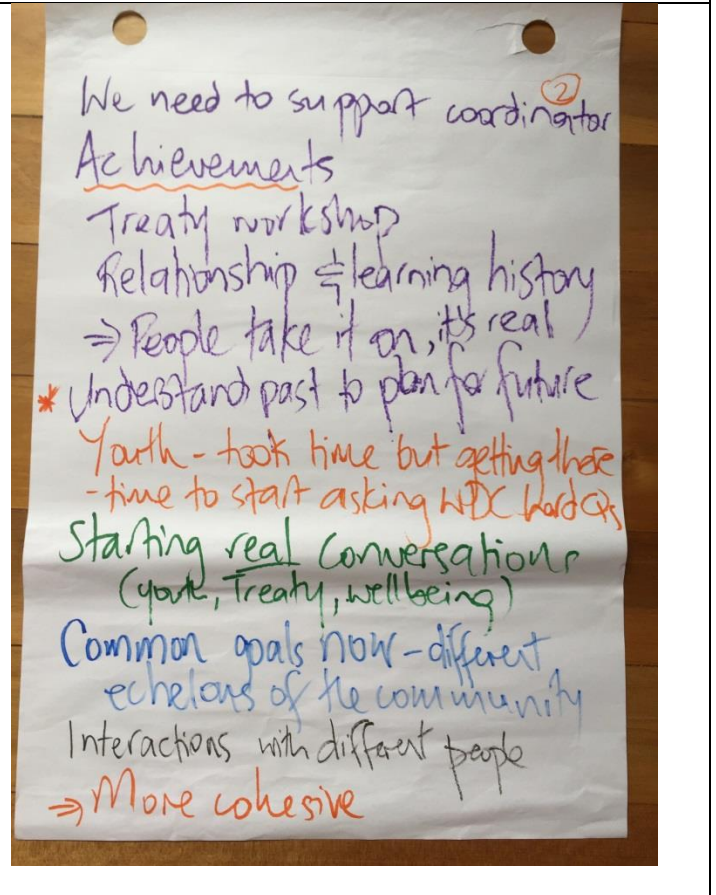 ②
We need to support coordinator
Achievements
Treaty workshop
Relationship & learning history
⇒ People take it on, it's real
* Understand past to plan for future
Youth - took time but getting there
- time to start asking WDC hard Qs
Starting real conversations
(youth, Treaty, wellbeing)
Common goals now - different
echelons of the community
Interactions with different people
⇒ More cohesive